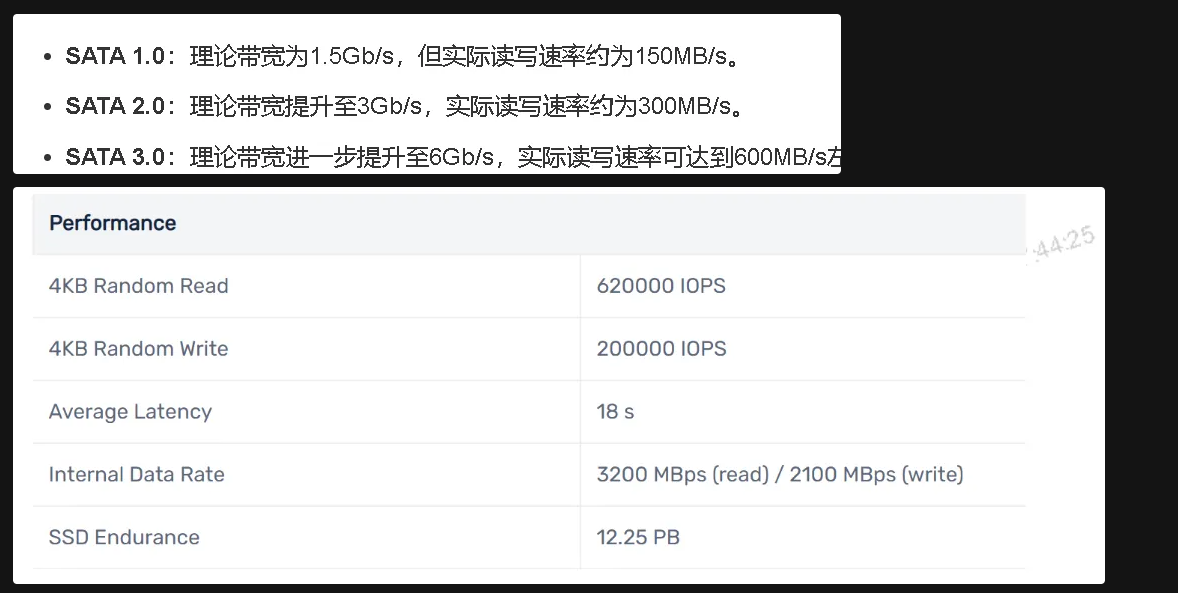 • SATA 1.0：理论带宽为1.5Gb/s，但实际读写速率约为150MB/s。
• SATA 2.0：理论带宽提升至3Gb/s，实际读写速率约为300MB/s。
• SATA 3.0：理论带宽进一步提升至6Gb/s，实际读写速率可达到600MB/s左
Performance
:44:25
4KB Random Read 620000 IOPS
4KB Random Write 200000 IOPS
Average Latency 18 s
Internal Data Rate 3200 MBps (read) / 2100 MBps (write)
SSD Endurance 12.25 PB